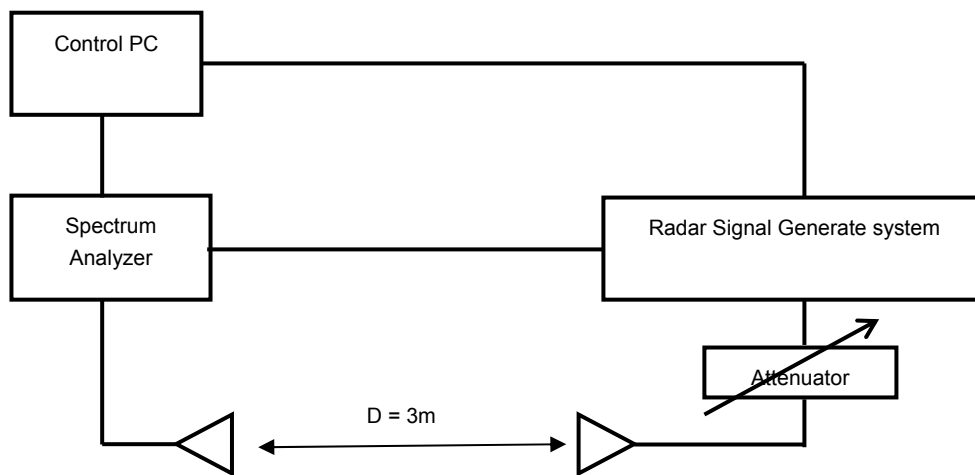 Control PC
Spectrum
Analyzer
Radar Signal Generate system
Attenuator
D = 3m